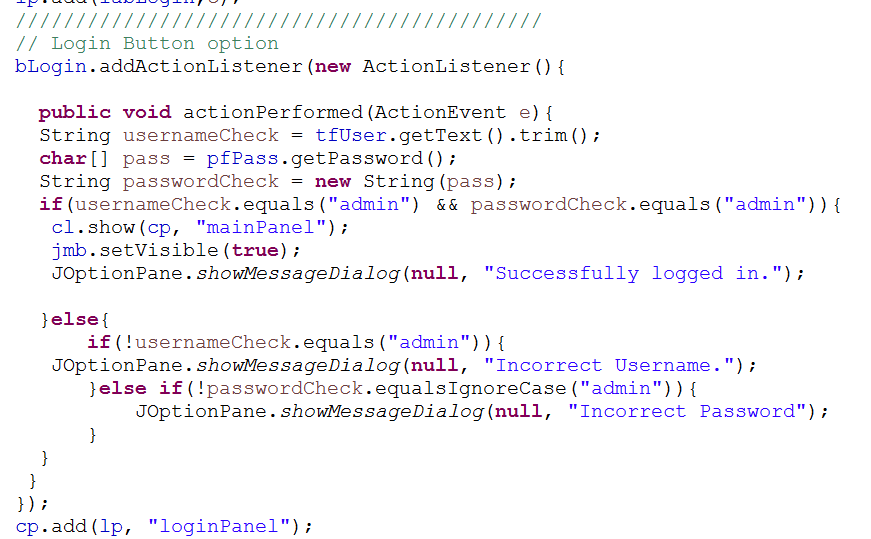 lp.add(labLogin,c);
////////////////////////////////////////////
// Login Button option
bLogin.addActionListener(new ActionListener(){
public void actionPerformed(ActionEvent e){
String usernameCheck = tfUser.getText().trim();
char[] pass = pfPass.getPassword();
String passwordCheck = new String(pass);
if(usernameCheck.equals("admin") && passwordCheck.equals("admin")){
cl.show(cp, "mainPanel");
jmb.setVisible(true);
JOptionPane.showMessageDialog(null, "Successfully logged in.");
}else{
if(!usernameCheck.equals("admin")){
JOptionPane.showMessageDialog(null, "Incorrect Username.");
}else if(!passwordCheck.equalsIgnoreCase("admin")){
JOptionPane.showMessageDialog(null, "Incorrect Password");
}
}
}
});
cp.add(lp, "loginPanel");